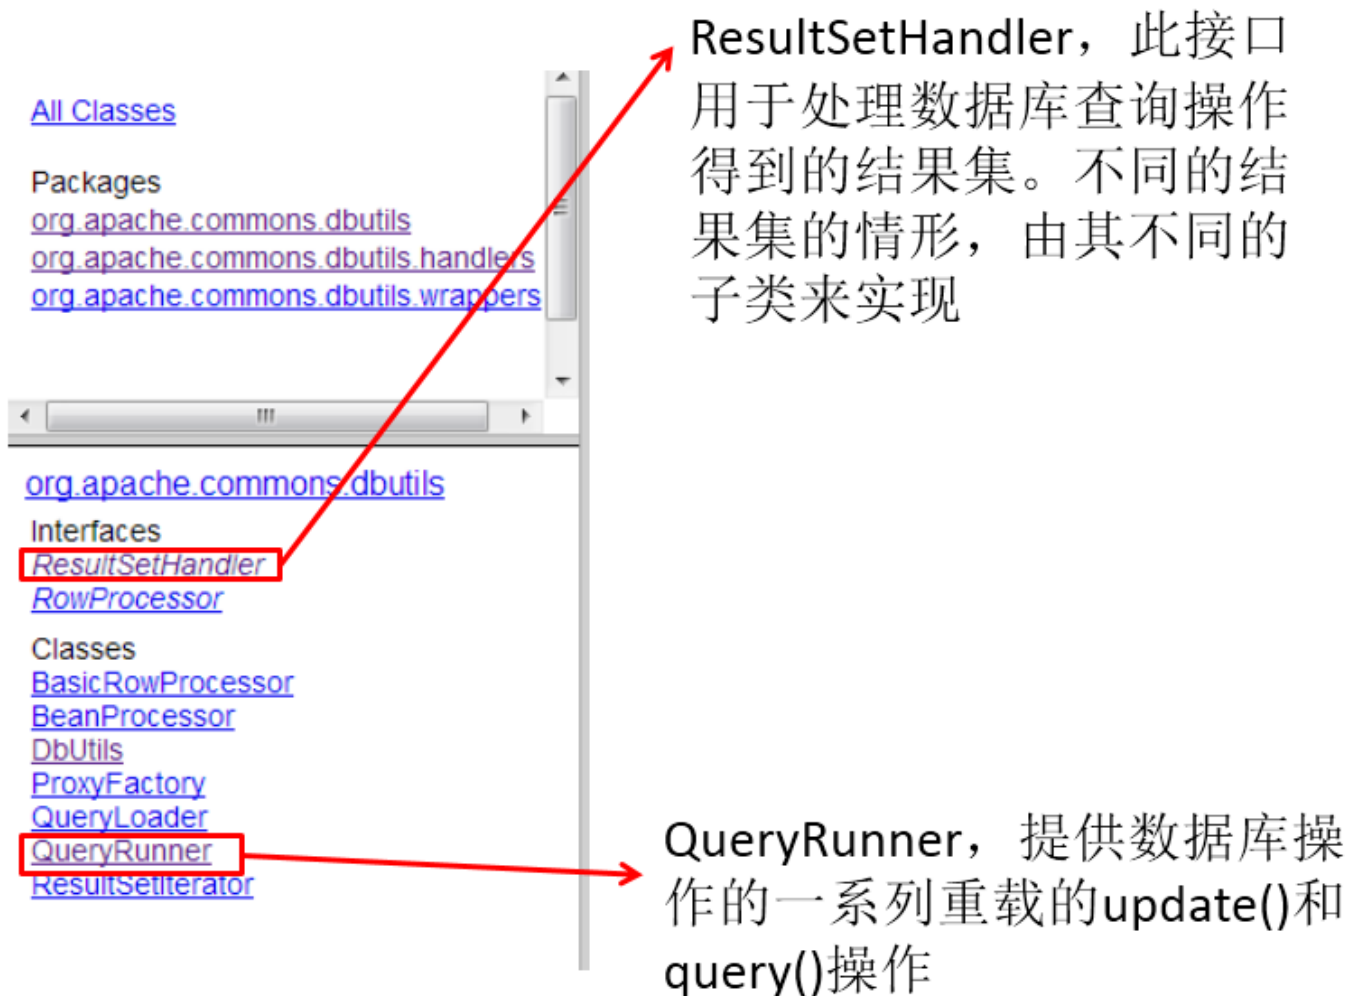 All Classes
Packages
org.apache.commons.dbutils
org.apache.commons.dbutils.handlers
org.apache.commons.dbutils.wrappers
org.apache.commons.dbutils
Interfaces
ResultSetHandler
RowProcessor
Classes
BasicRowProcessor
BeanProcessor
DbUtils
ProxyFactory
QueryLoader
QueryRunner
ResultSetIterator
ResultSetHandler，此接口
用于处理数据库查询操作
得到的结果集。不同的结
果集的情形，由其不同的
子类来实现
QueryRunner，提供数据库操
作的一系列重载的update()和
query()操作